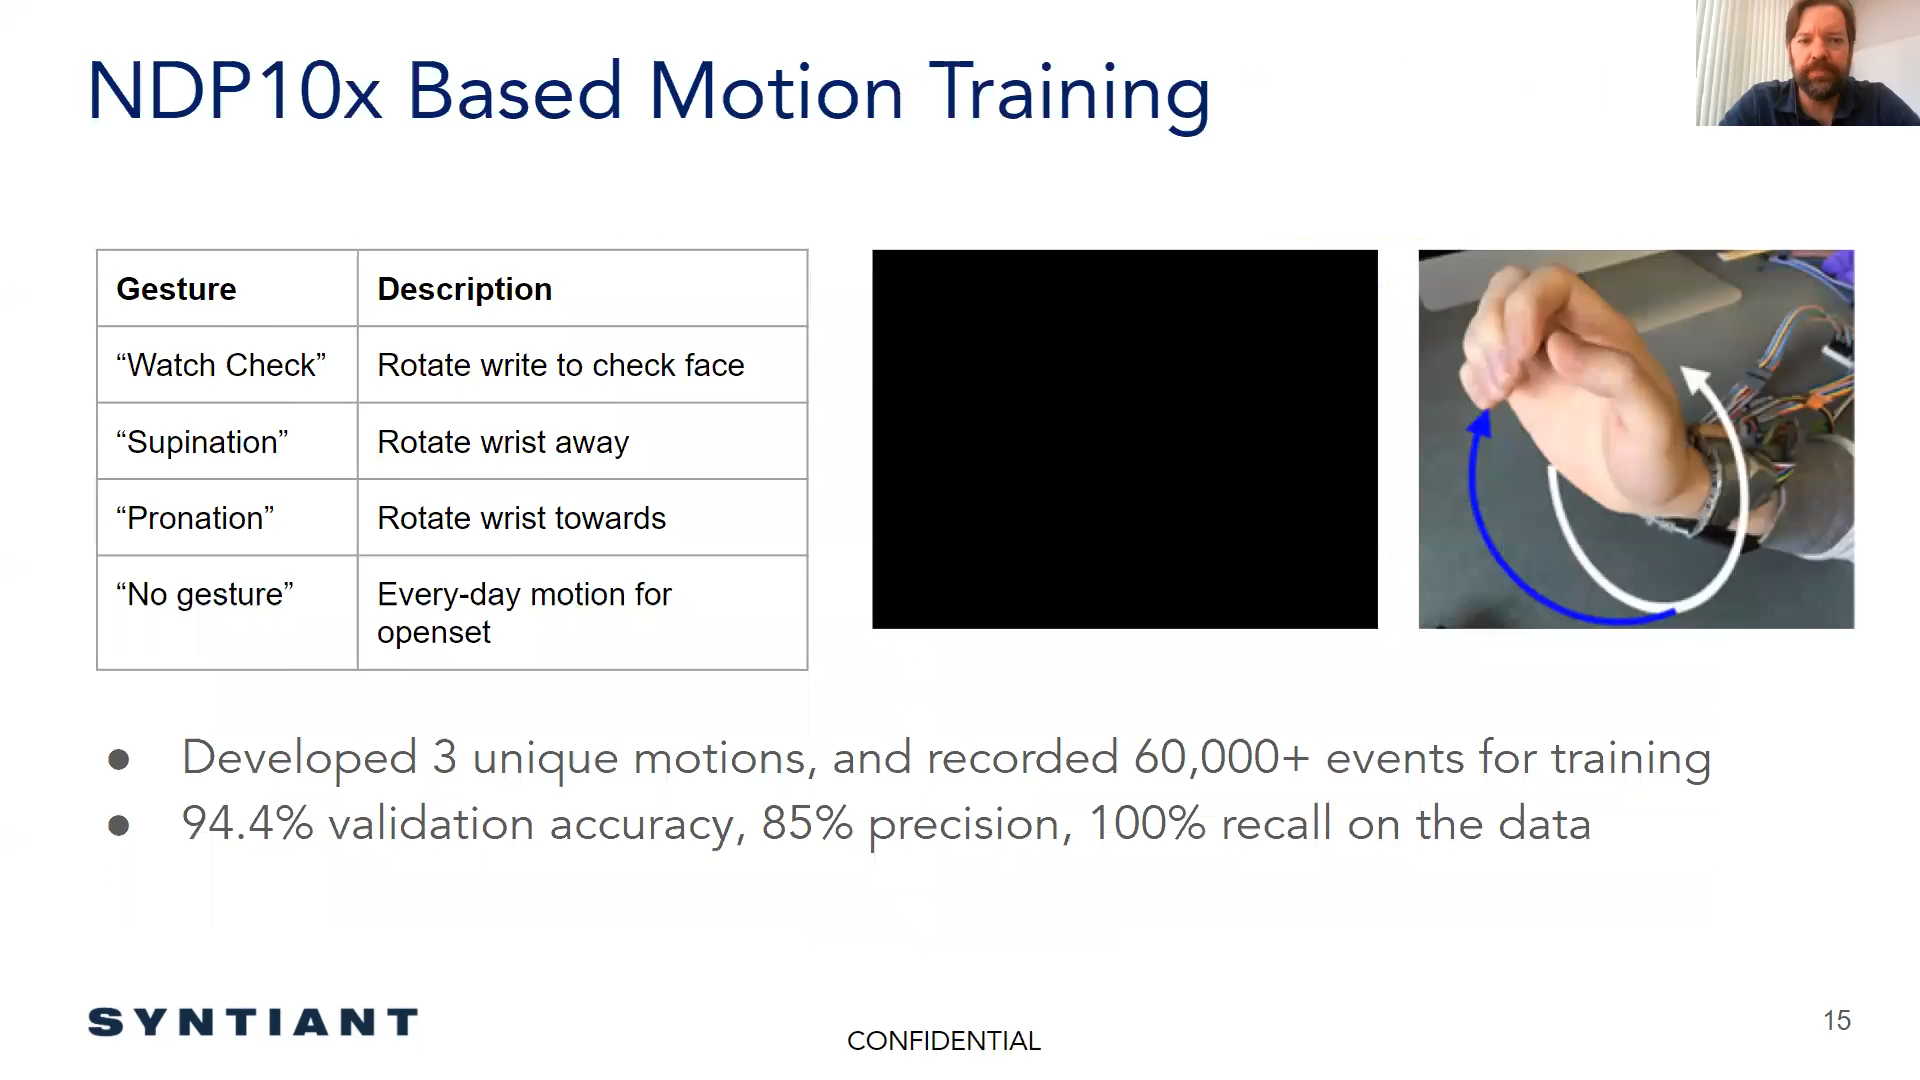 NDP10x Based Motion Training
Gesture
Description
“Watch Check”
Rotate write to check face
“Supination”
Rotate wrist away
“Pronation”
Rotate wrist towards
“No gesture”
Every-day motion for
openset
● Developed 3 unique motions, and recorded 60,000+ events for training
● 94.4% validation accuracy, 85% precision, 100% recall on the data
SYNTIANT
CONFIDENTIAL
15